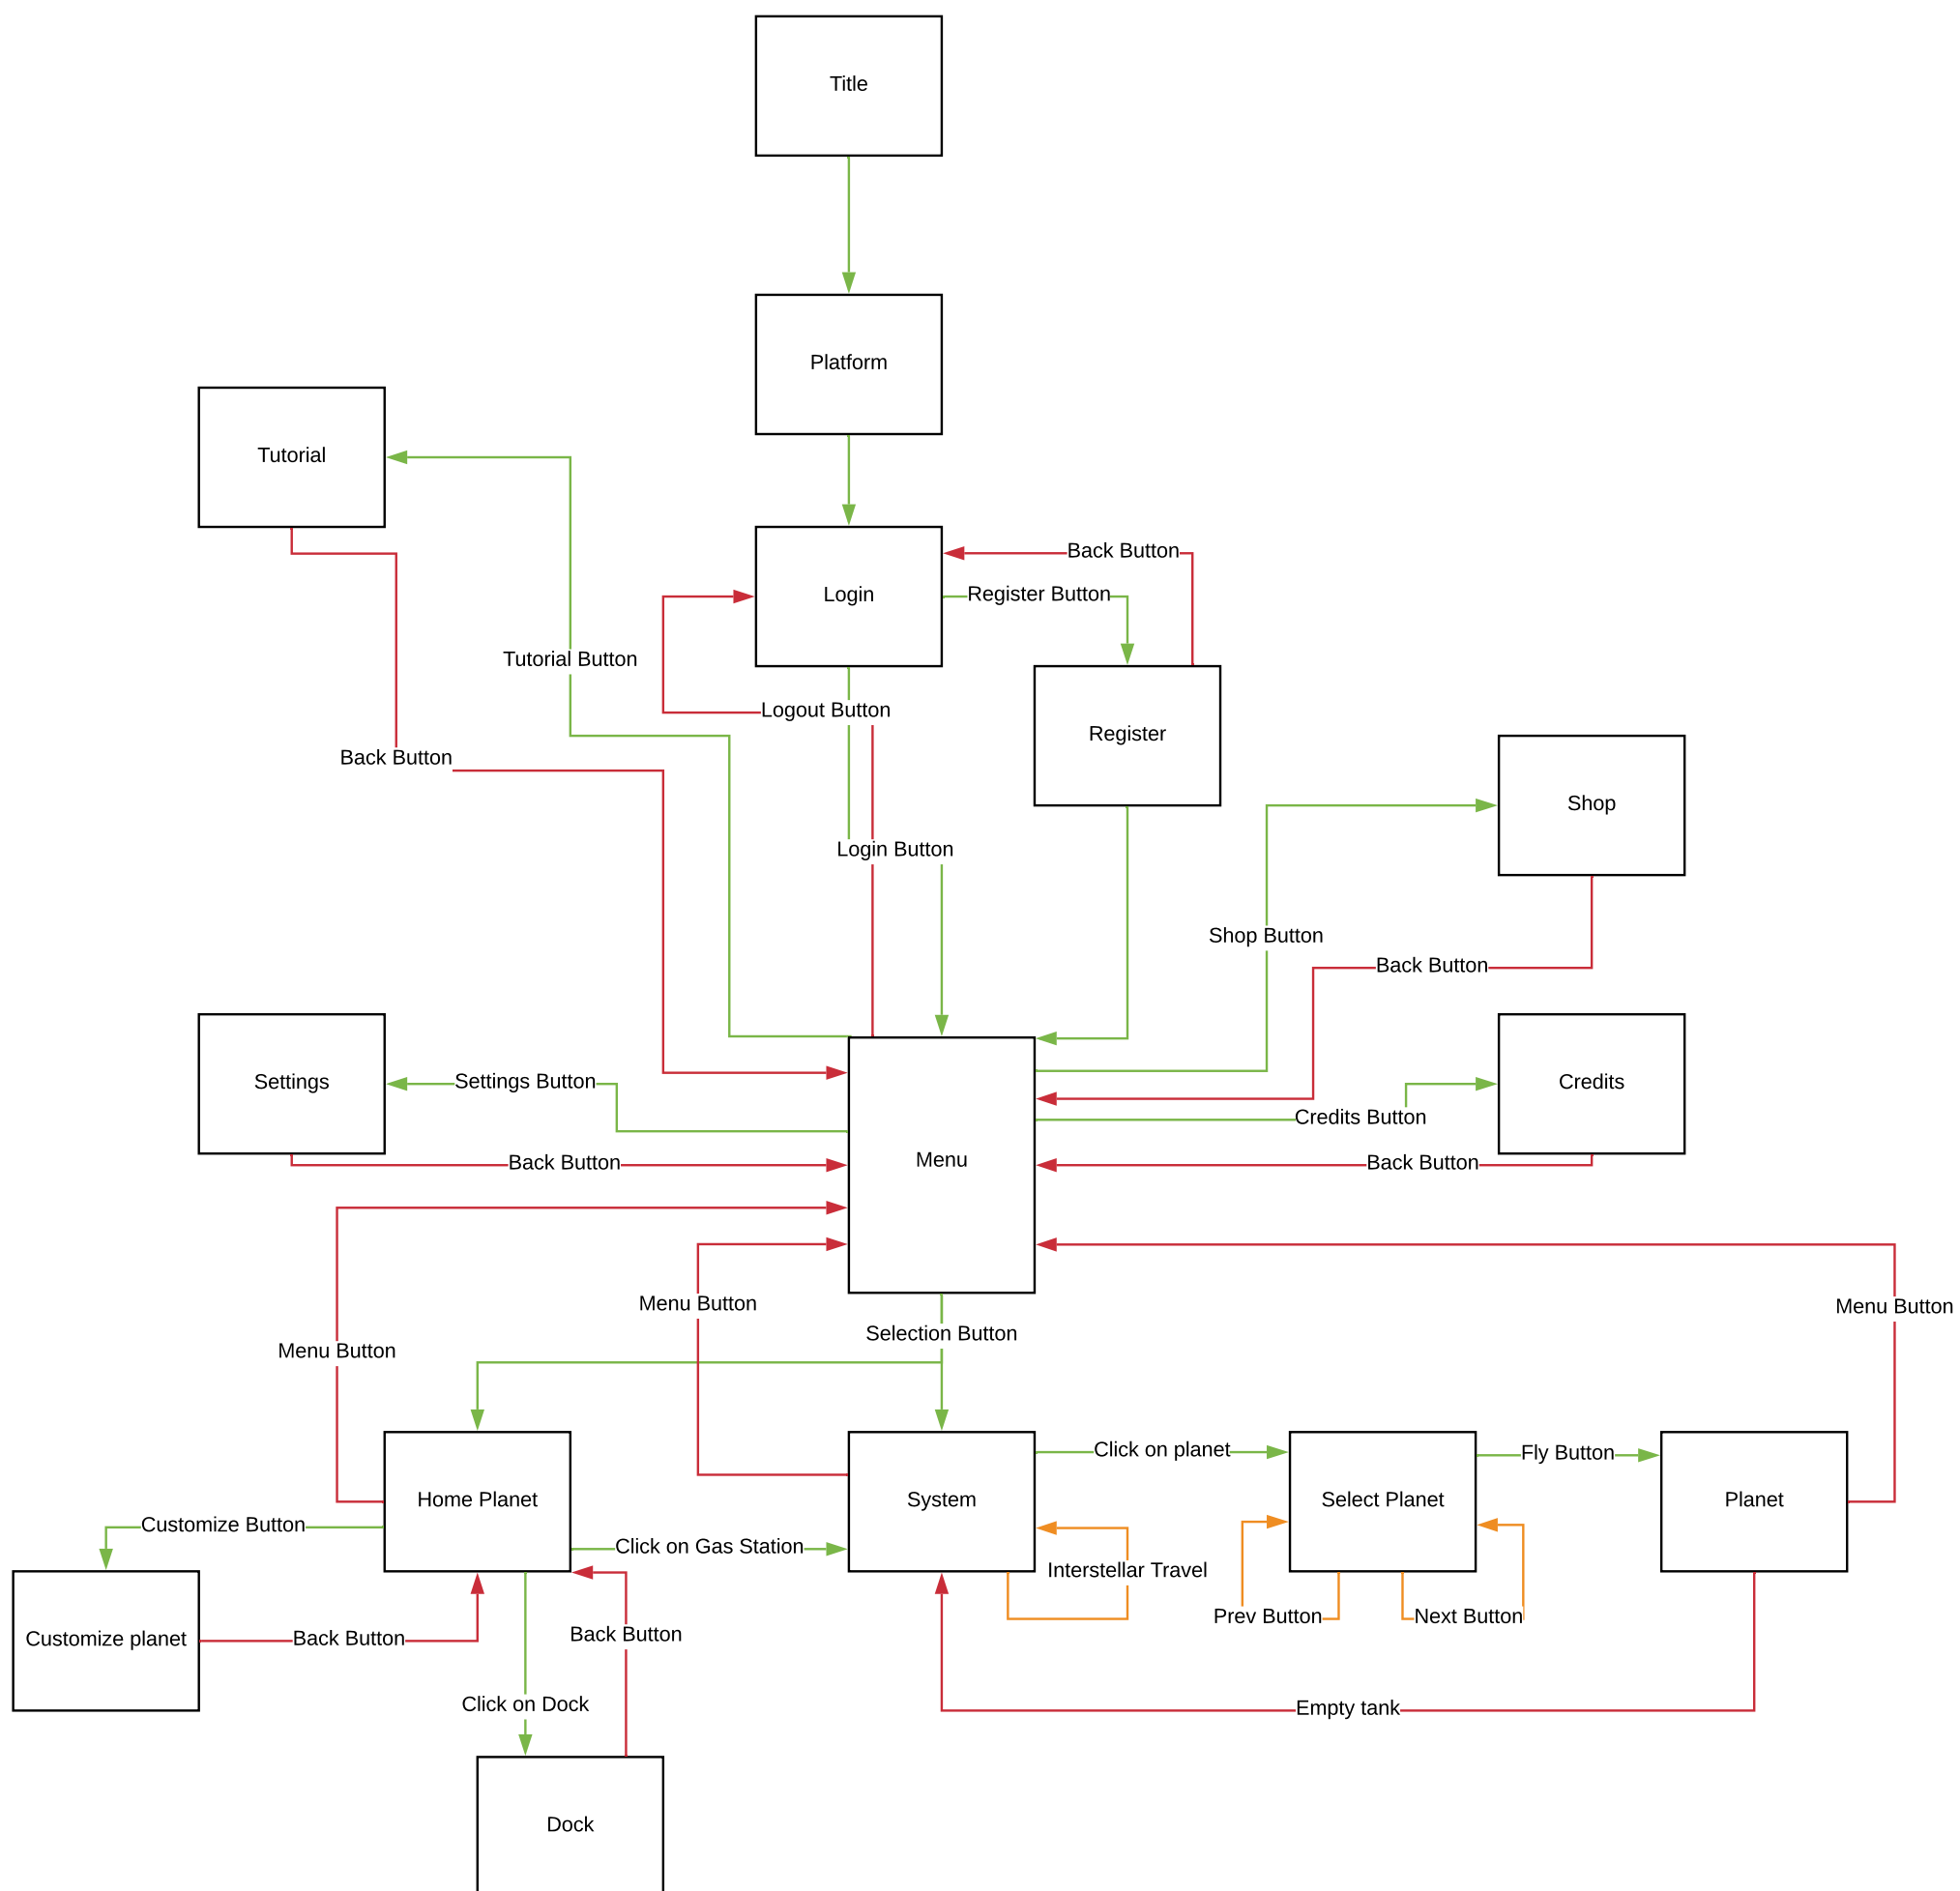 Title
Platform
Tutorial
Back Button
Login
Register Button
Tutorial Button
Logout Button
Register
Back Button
Shop
Login Button
Shop Button
Back Button
Settings
Settings Button
Credits
Credits Button
Menu
Back Button
Back Button
Menu Button
Menu Button
Selection Button
Menu Button
Click on planet
Fly Button
Home Planet
System
Select Planet
Planet
Customize Button
Click on Gas Station
Interstellar Travel
Prev Button
Next Button
Customize planet
Back Button
Back Button
Click on Dock
Empty tank
Dock